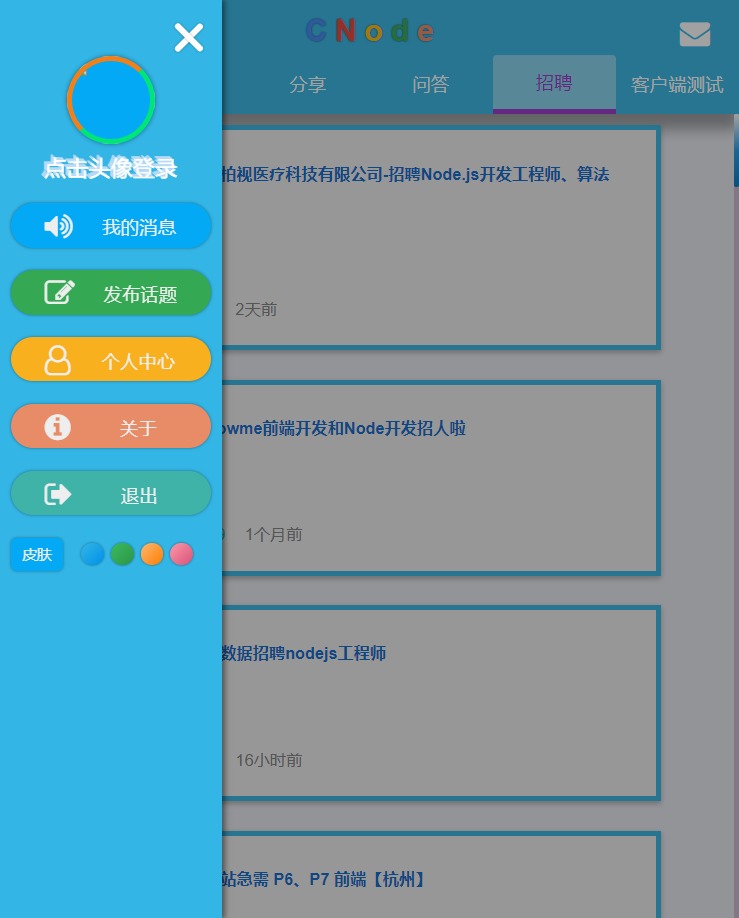 CNode
分享 问答 招聘 客户端测试
点击头像登录
我的消息
发布话题
个人中心
关于
退出
皮肤
柏视医疗科技有限公司-招聘Node.js开发工程师、算法
2天前
owme前端开发和Node开发招人啦
1个月前
数据招聘nodejs工程师
16小时前
站急需 P6、P7 前端【杭州】